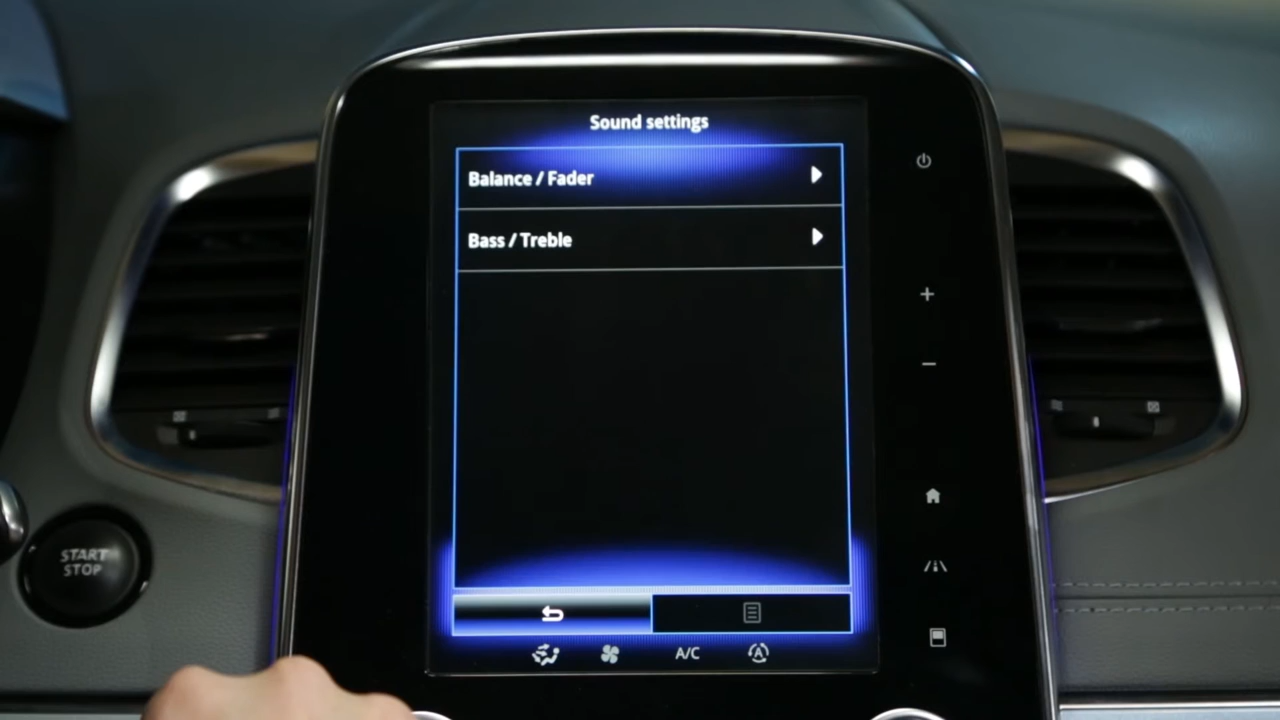 Sound settings
Balance / Fader
Bass / Treble
START
STOP
A/C
A